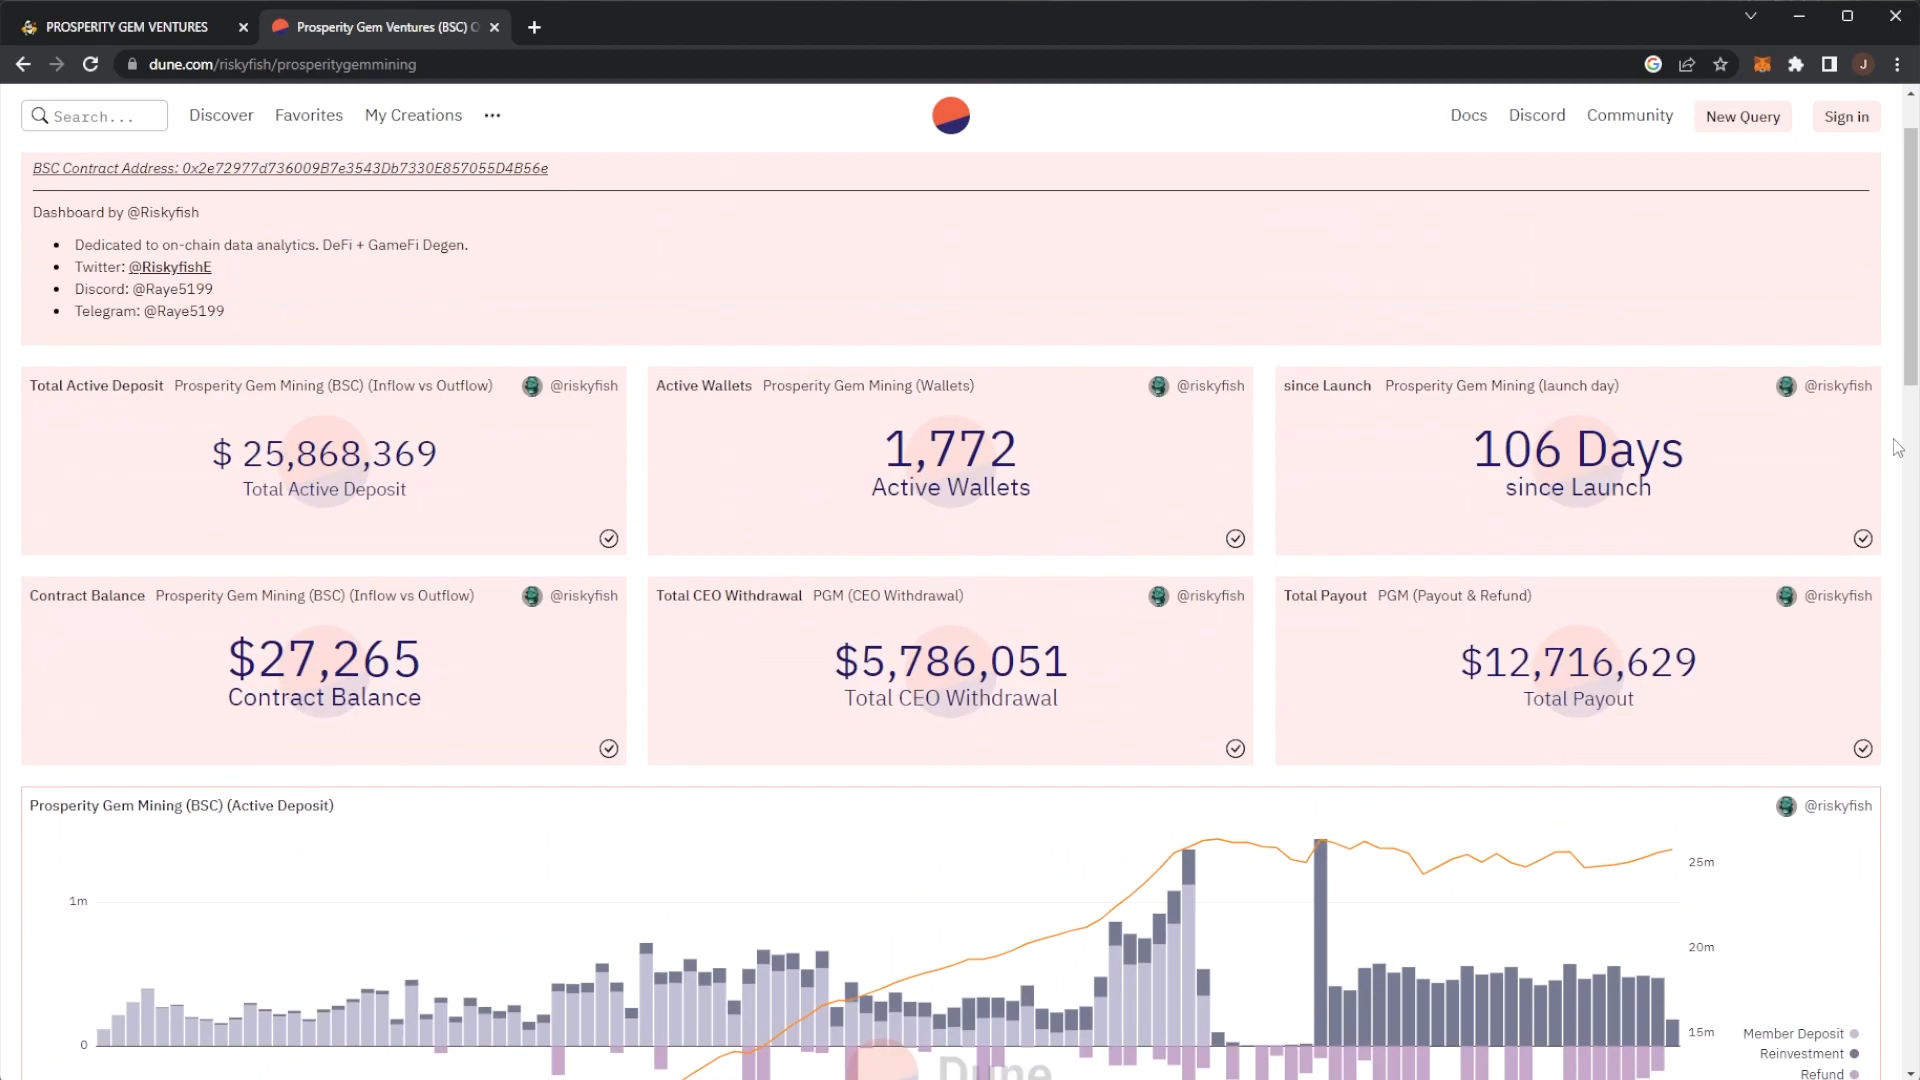 PROSPERITY GEM VENTURES
Prosperity Gem Ventures (BSC)
dune.com/riskyfish/prosperitygemmining
J
Search...
Discover
Favorites
My Creations
Docs
Discord
Community
New Query
Sign in
BSC Contract Address: 0x2e72977d736009B7e3543Db7330E857055D4B56e
Dashboard by @Riskyfish
Dedicated to on-chain data analytics. DeFi + GameFi Degen.
Twitter: @RiskyfishE
Discord: @Raye5199
Telegram: @Raye5199
Total Active Deposit Prosperity Gem Mining (BSC) (Inflow vs Outflow) @riskyfish
$ 25,868,369
Total Active Deposit
Active Wallets Prosperity Gem Mining (Wallets) @riskyfish
1,772
Active Wallets
since Launch Prosperity Gem Mining (launch day) @riskyfish
106 Days
since Launch
Contract Balance Prosperity Gem Mining (BSC) (Inflow vs Outflow) @riskyfish
$27,265
Contract Balance
Total CEO Withdrawal PGM (CEO Withdrawal) @riskyfish
$5,786,051
Total CEO Withdrawal
Total Payout PGM (Payout & Refund) @riskyfish
$12,716,629
Total Payout
Prosperity Gem Mining (BSC) (Active Deposit) @riskyfish
1m
0
25m
20m
15m
Member Deposit
Reinvestment
Refund
Dune